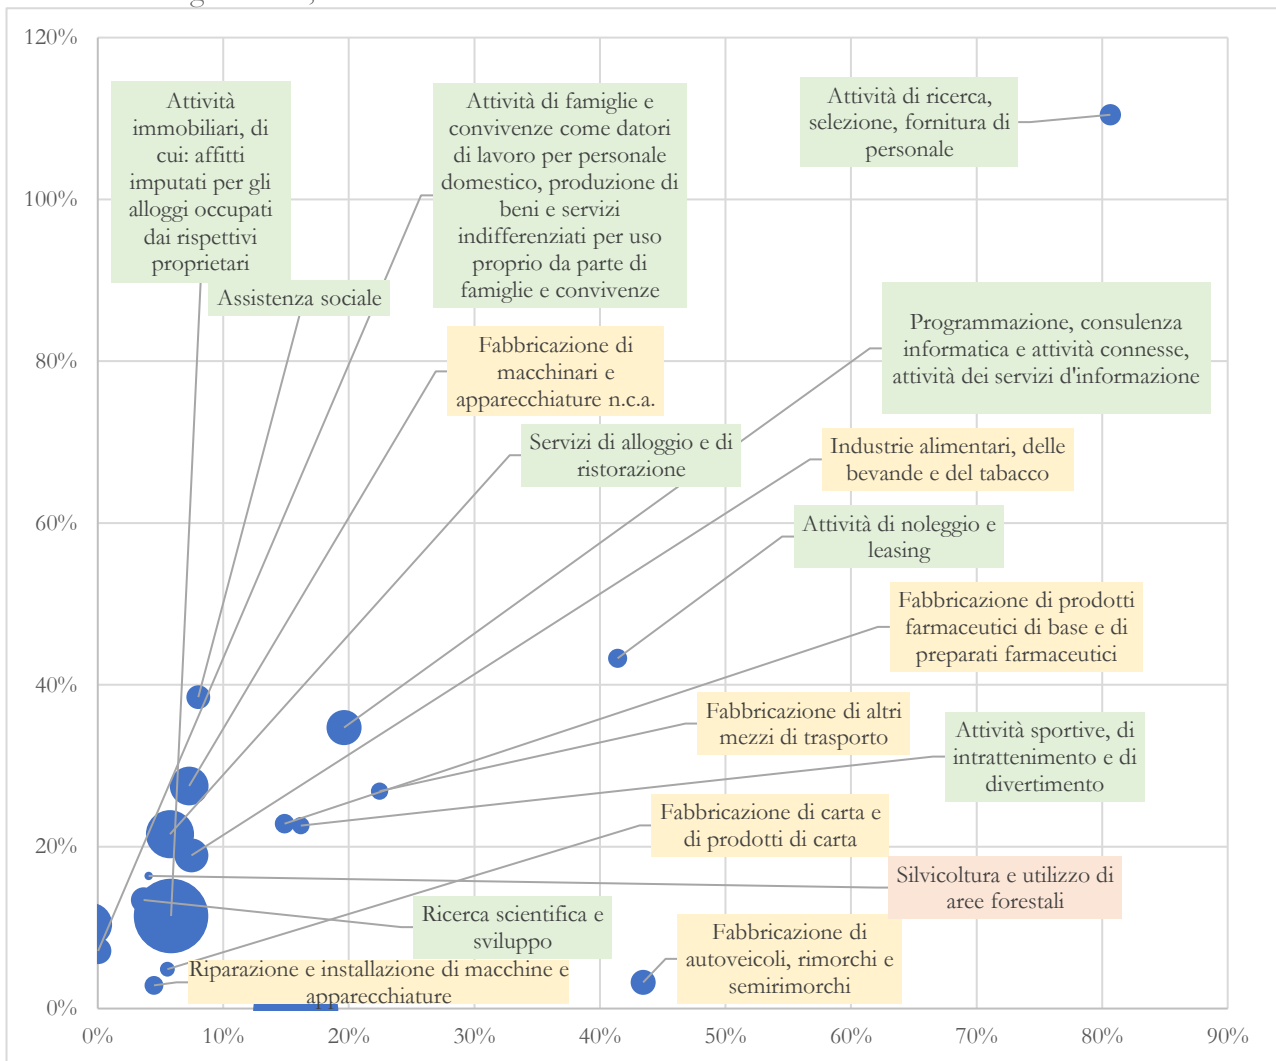 120%
100%
80%
60%
40%
20%
0%
Attività
immobiliari, di
cui: affitti
imputati per gli
alloggi occupati
dai rispettivi
proprietari
Attività di famiglie e
convivenze come datori
di lavoro per personale
domestico, produzione di
beni e servizi
indifferenziati per uso
proprio da parte di
famiglie e convivenze
Attività di ricerca,
selezione, fornitura di
personale
Assistenza sociale
Fabbricazione di
macchinari e
apparecchiature n.c.a.
Programmazione, consulenza
informatica e attività connesse,
attività dei servizi d'informazione
Servizi di alloggio e di
ristorazione
Industrie alimentari, delle
bevande e del tabacco
Attività di noleggio e
leasing
Fabbricazione di prodotti
farmaceutici di base e di
preparati farmaceutici
Fabbricazione di altri
mezzi di trasporto
Attività sportive, di
intrattenimento e di
divertimento
Fabbricazione di carta e
di prodotti di carta
Silvicoltura e utilizzo di
aree forestali
Ricerca scientifica e
sviluppo
Fabbricazione di
autoveicoli, rimorchi e
semirimorchi
Riparazione e installazione di macchine e
apparecchiature
0% 10% 20% 30% 40% 50% 60% 70% 80% 90%